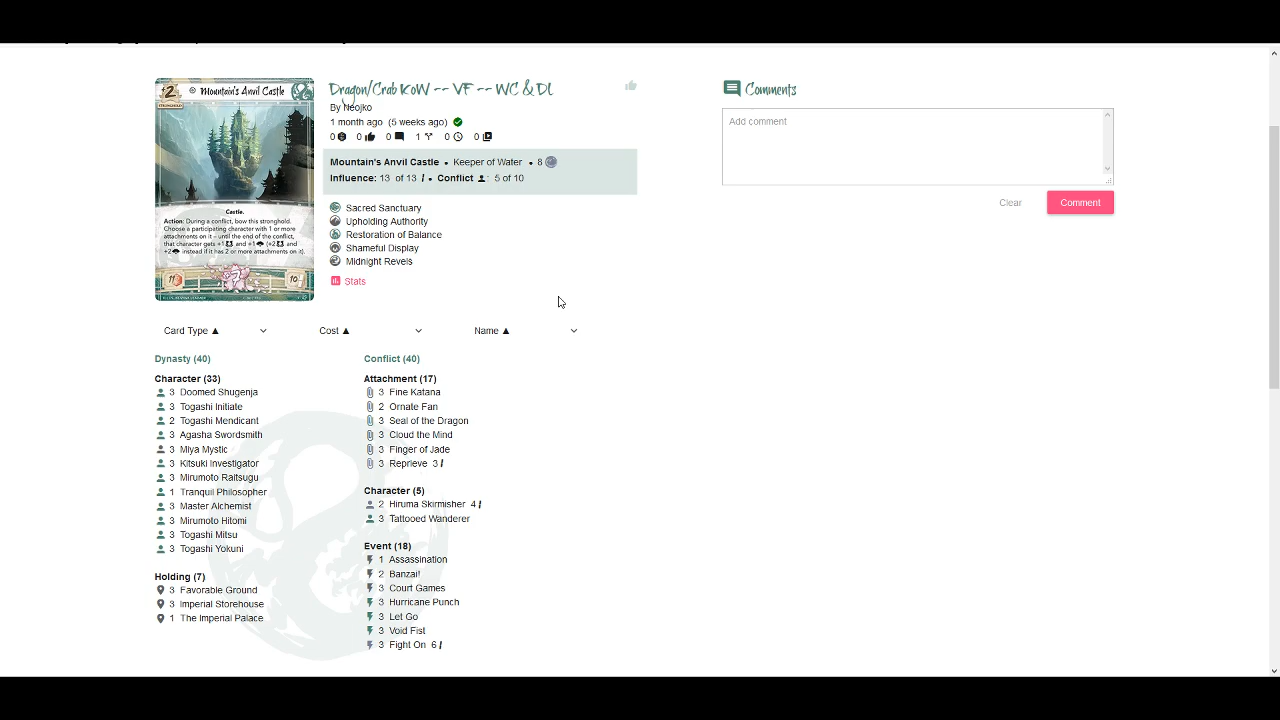 2
STRONGHOLD
Mountain's Anvil Castle
Castle.
Action: During a conflict, bow this stronghold.
Choose a participating character with 1 or more
attachments on it – until the end of the conflict,
that character gets +1 and +1 (+2 and
+2 instead if it has 2 or more attachments on it).
11
10
Dragon/Crab KoW -- VF -- WC & DL
By Neojko
1 month ago (5 weeks ago)
0 0 0 1 0 0
Mountain's Anvil Castle • Keeper of Water • 8
Influence: 13 of 13 • Conflict : 5 of 10
Sacred Sanctuary
Upholding Authority
Restoration of Balance
Shameful Display
Midnight Revels
Stats
Comments
Add comment
Clear
Comment
Card Type ▲
Cost ▲
Name ▲
Dynasty (40)
Character (33)
3 Doomed Shugenja
3 Togashi Initiate
2 Togashi Mendicant
3 Agasha Swordsmith
3 Miya Mystic
3 Kitsuki Investigator
3 Mirumoto Raitsugu
1 Tranquil Philosopher
3 Master Alchemist
3 Mirumoto Hitomi
3 Togashi Mitsu
3 Togashi Yokuni
Holding (7)
3 Favorable Ground
3 Imperial Storehouse
1 The Imperial Palace
Conflict (40)
Attachment (17)
3 Fine Katana
2 Ornate Fan
3 Seal of the Dragon
3 Cloud the Mind
3 Finger of Jade
3 Reprieve 3
Character (5)
2 Hiruma Skirmisher 4
3 Tattooed Wanderer
Event (18)
1 Assassination
2 Banzai!
3 Court Games
3 Hurricane Punch
3 Let Go
3 Void Fist
3 Fight On 6